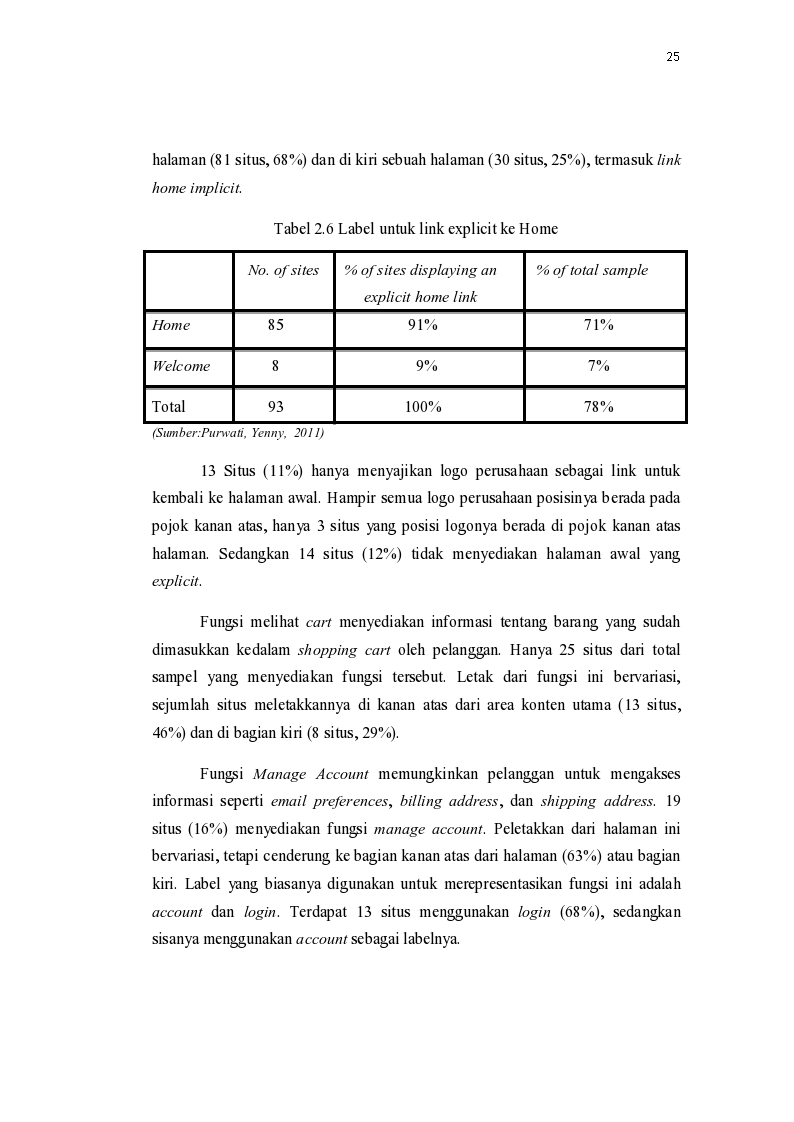 25
halaman (81 situs, 68%) dan di kiri sebuah halaman (30 situs, 25%), termasuk link
home implicit.
Tabel 2.6 Label untuk link explicit ke Home
No. of sites % of sites displaying an % of total sample
explicit home link
Home 85 91% 71%
Welcome 8 9% 7%
Total 93 100% 78%
(Sumber:Purwati, Yenny, 2011)
13 Situs (11%) hanya menyajikan logo perusahaan sebagai link untuk
kembali ke halaman awal. Hampir semua logo perusahaan posisinya berada pada
pojok kanan atas, hanya 3 situs yang posisi logonya berada di pojok kanan atas
halaman. Sedangkan 14 situs (12%) tidak menyediakan halaman awal yang
explicit.
Fungsi melihat cart menyediakan informasi tentang barang yang sudah
dimasukkan kedalam shopping cart oleh pelanggan. Hanya 25 situs dari total
sampel yang menyediakan fungsi tersebut. Letak dari fungsi ini bervariasi,
sejumlah situs meletakkannya di kanan atas dari area konten utama (13 situs,
46%) dan di bagian kiri (8 situs, 29%).
Fungsi Manage Account memungkinkan pelanggan untuk mengakses
informasi seperti email preferences, billing address, dan shipping address. 19
situs (16%) menyediakan fungsi manage account. Peletakkan dari halaman ini
bervariasi, tetapi cenderung ke bagian kanan atas dari halaman (63%) atau bagian
kiri. Label yang biasanya digunakan untuk merepresentasikan fungsi ini adalah
account dan login. Terdapat 13 situs menggunakan login (68%), sedangkan
sisanya menggunakan account sebagai labelnya.